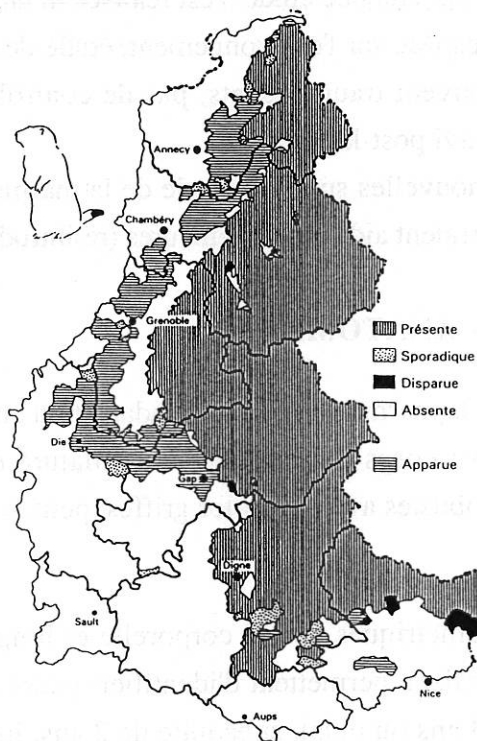 Annecy
Chambéry
Grenoble
Présente
Sporadique
Disparue
Absente
Die
Apparue
Gap
Digne
Sault
Nice
Aups